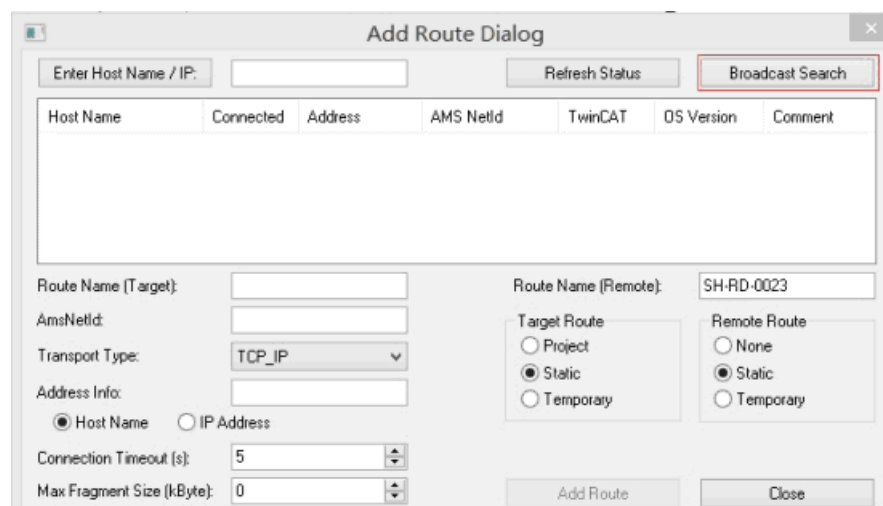 Add Route Dialog
Enter Host Name / IP: Refresh Status Broadcast Search
Host Name Connected Address AMS NetId TwinCAT OS Version Comment
Route Name (Target): Route Name (Remote): SH-RD-0023
AmsNetId: Target Route Remote Route
Transport Type: TCP_IP Project None
Static Static
Address Info: Temporary Temporary
Host Name IP Address
Connection Timeout (s): 5
Max Fragment Size (kByte): 0 Add Route Close